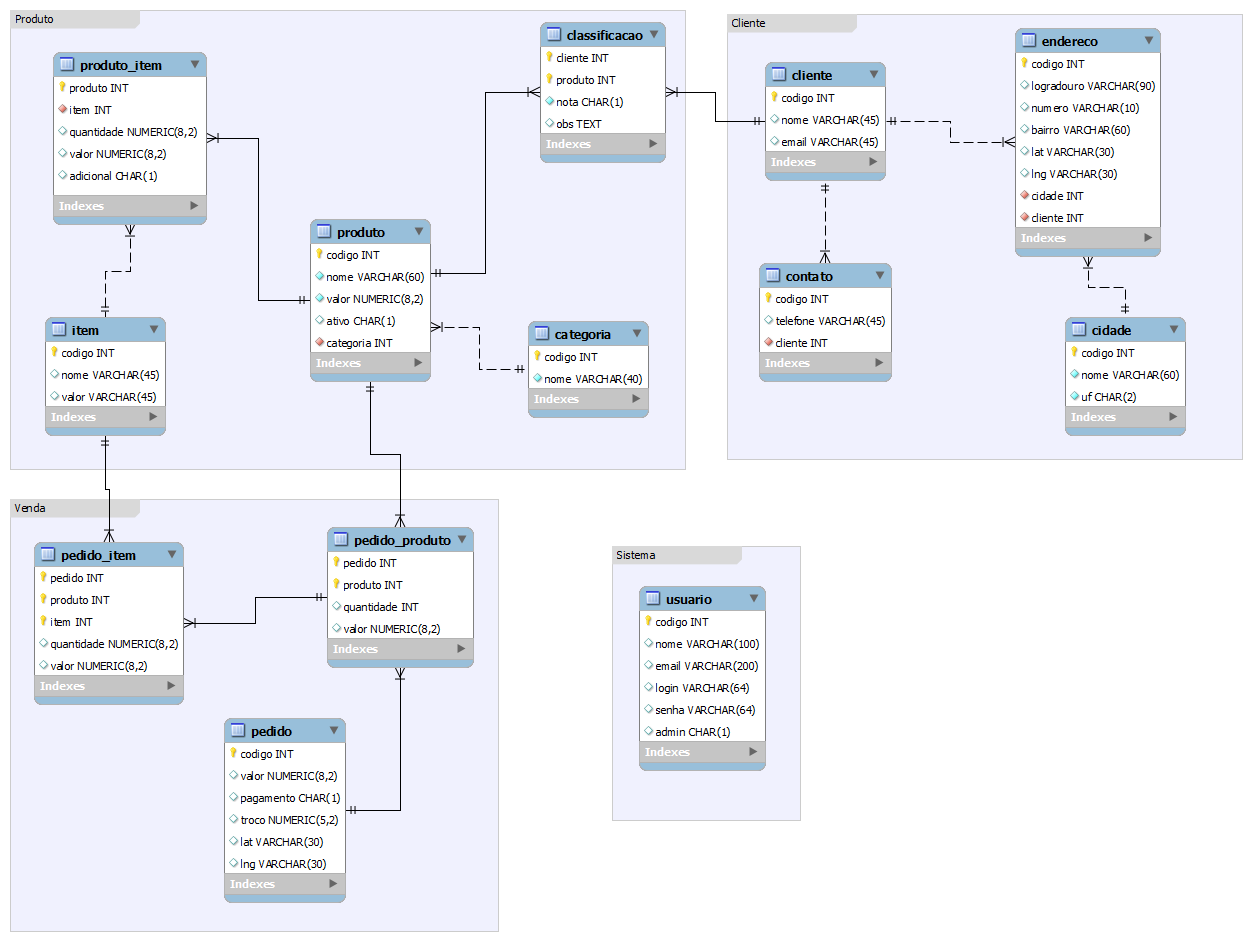 Produto
produto_item
produto INT
item INT
quantidade NUMERIC(8,2)
valor NUMERIC(8,2)
adicional CHAR(1)
Indexes
classificacao
cliente INT
produto INT
nota CHAR(1)
obs TEXT
Indexes
produto
codigo INT
nome VARCHAR(60)
valor NUMERIC(8,2)
ativo CHAR(1)
categoria INT
Indexes
item
codigo INT
nome VARCHAR(45)
valor VARCHAR(45)
Indexes
categoria
codigo INT
nome VARCHAR(40)
Indexes
Cliente
cliente
codigo INT
nome VARCHAR(45)
email VARCHAR(45)
Indexes
endereco
codigo INT
logradouro VARCHAR(90)
numero VARCHAR(10)
bairro VARCHAR(60)
lat VARCHAR(30)
lng VARCHAR(30)
cidade INT
cliente INT
Indexes
contato
codigo INT
telefone VARCHAR(45)
cliente INT
Indexes
cidade
codigo INT
nome VARCHAR(60)
uf CHAR(2)
Indexes
Venda
pedido_item
pedido INT
produto INT
item INT
quantidade NUMERIC(8,2)
valor NUMERIC(8,2)
Indexes
pedido_produto
pedido INT
produto INT
quantidade INT
valor NUMERIC(8,2)
Indexes
pedido
codigo INT
valor NUMERIC(8,2)
pagamento CHAR(1)
troco NUMERIC(5,2)
lat VARCHAR(30)
lng VARCHAR(30)
Indexes
Sistema
usuario
codigo INT
nome VARCHAR(100)
email VARCHAR(200)
login VARCHAR(64)
senha VARCHAR(64)
admin CHAR(1)
Indexes